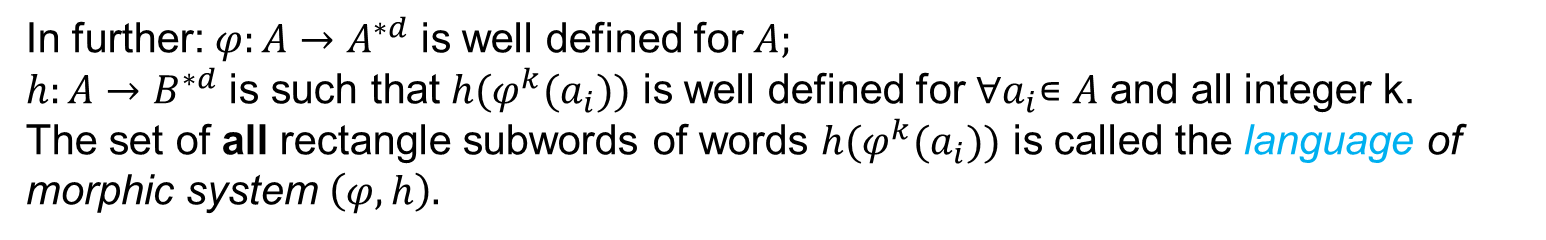 In further: φ: A → A*ᵈ is well defined for A;
h: A → B*ᵈ is such that h(φᵏ(aᵢ)) is well defined for ∀aᵢ∈ A and all integer k.
The set of all rectangle subwords of words h(φᵏ(aᵢ)) is called the language of
morphic system (φ, h).